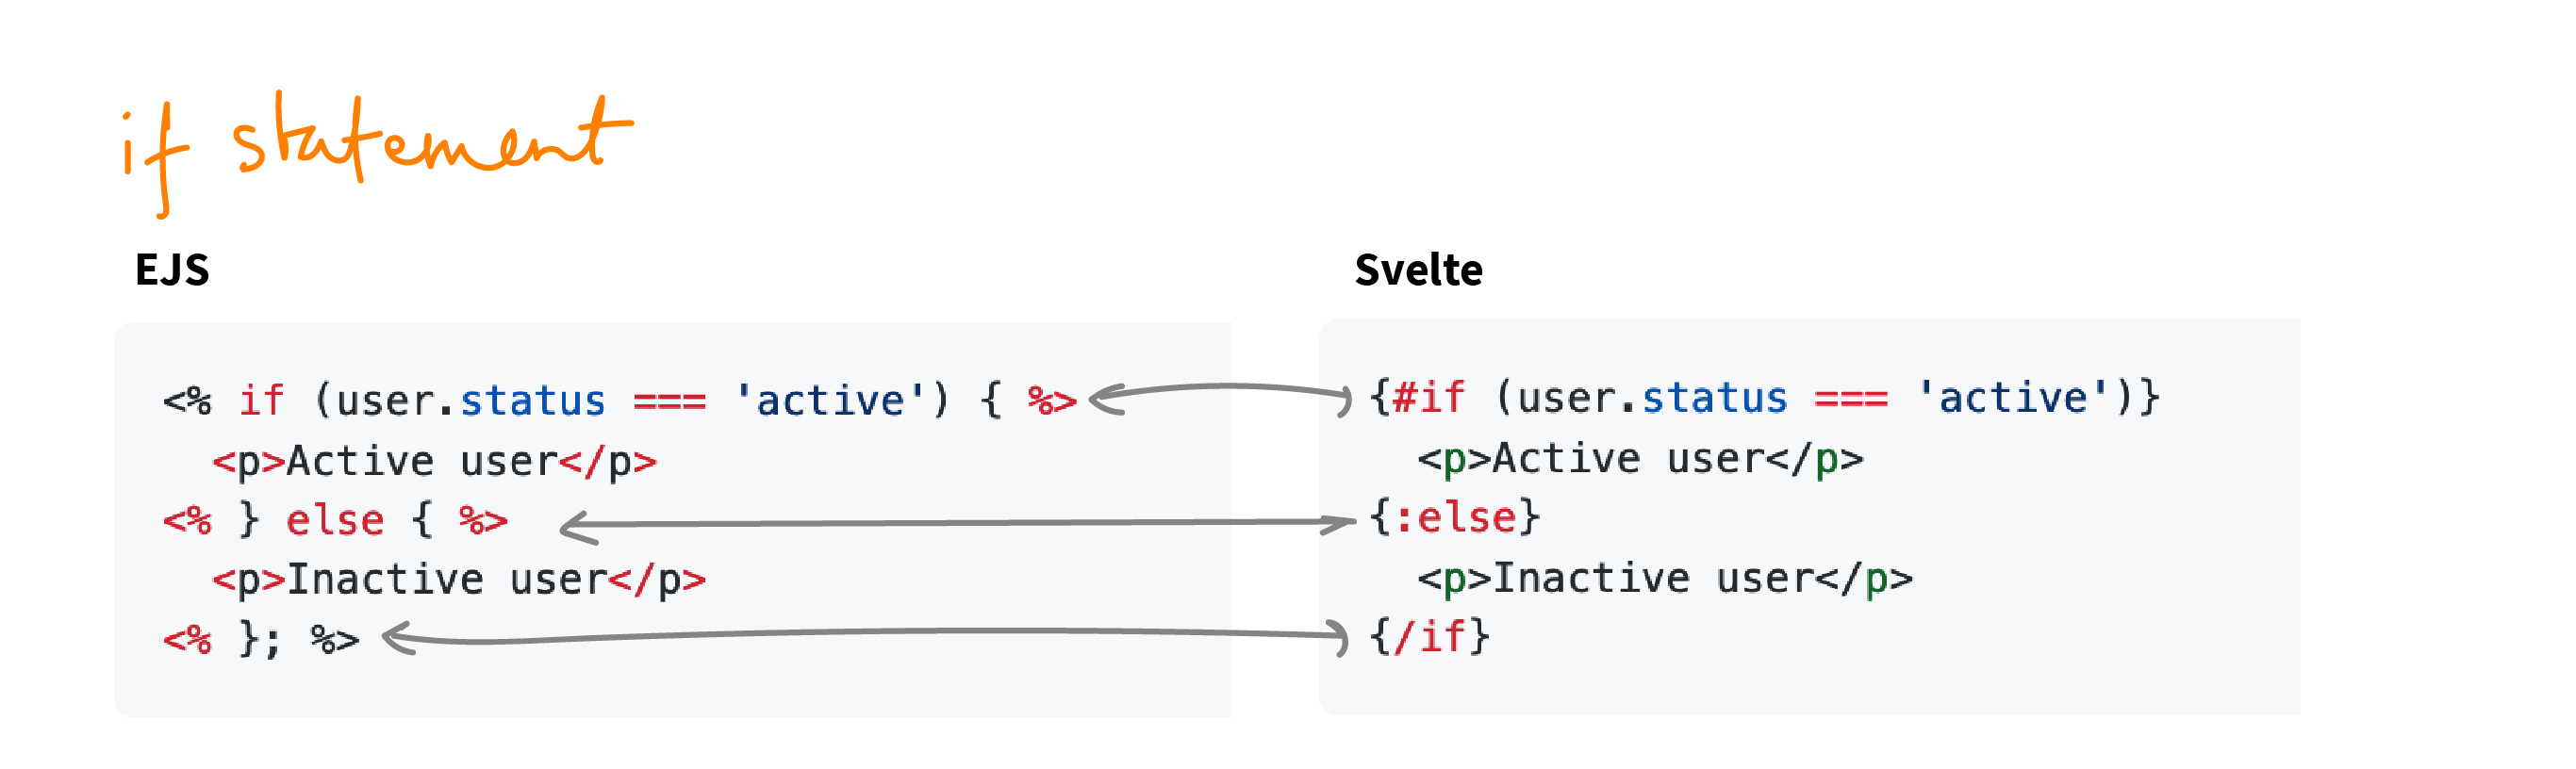 if statement
EJS
<% if (user.status === 'active') { %>
<p>Active user</p>
<% } else { %>
<p>Inactive user</p>
<% }; %>
Svelte
{#if (user.status === 'active')}
<p>Active user</p>
{:else}
<p>Inactive user</p>
{/if}